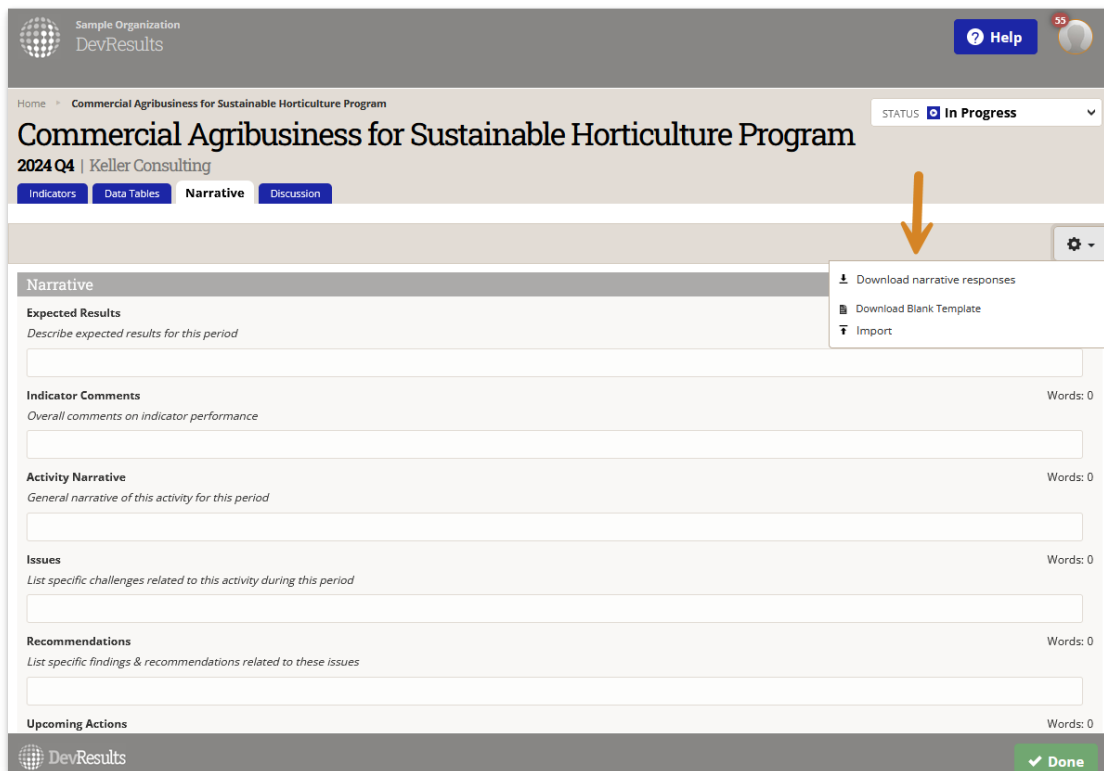 Sample Organization
DevResults
Help
55
Home ▸ Commercial Agribusiness for Sustainable Horticulture Program
STATUS In Progress
Commercial Agribusiness for Sustainable Horticulture Program
2024 Q4 | Keller Consulting
Indicators Data Tables Narrative Discussion
Download narrative responses
Download Blank Template
Import
Narrative
Expected Results
Describe expected results for this period
Indicator Comments Words: 0
Overall comments on indicator performance
Activity Narrative Words: 0
General narrative of this activity for this period
Issues Words: 0
List specific challenges related to this activity during this period
Recommendations Words: 0
List specific findings & recommendations related to these issues
Upcoming Actions Words: 0
DevResults
Done